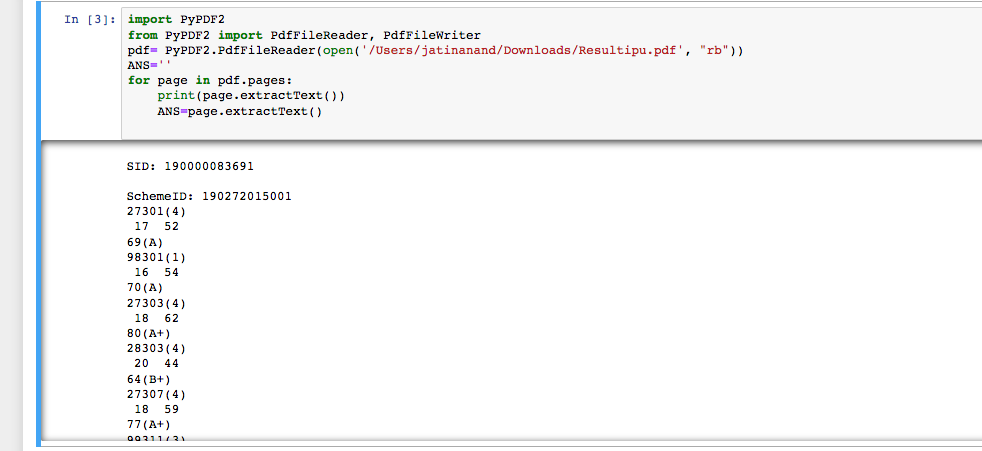 In [3]: import PyPDF2
from PyPDF2 import PdfFileReader, PdfFileWriter
pdf= PyPDF2.PdfFileReader(open('/Users/jatinanand/Downloads/Resultipu.pdf', "rb"))
ANS=''
for page in pdf.pages:
    print(page.extractText())
    ANS=page.extractText()
SID: 190000083691
SchemeID: 190272015001
27301(4)
 17  52
69(A)
98301(1)
 16  54
70(A)
27303(4)
 18  62
80(A+)
28303(4)
 20  44
64(B+)
27307(4)
 18  59
77(A+)
99311(3)